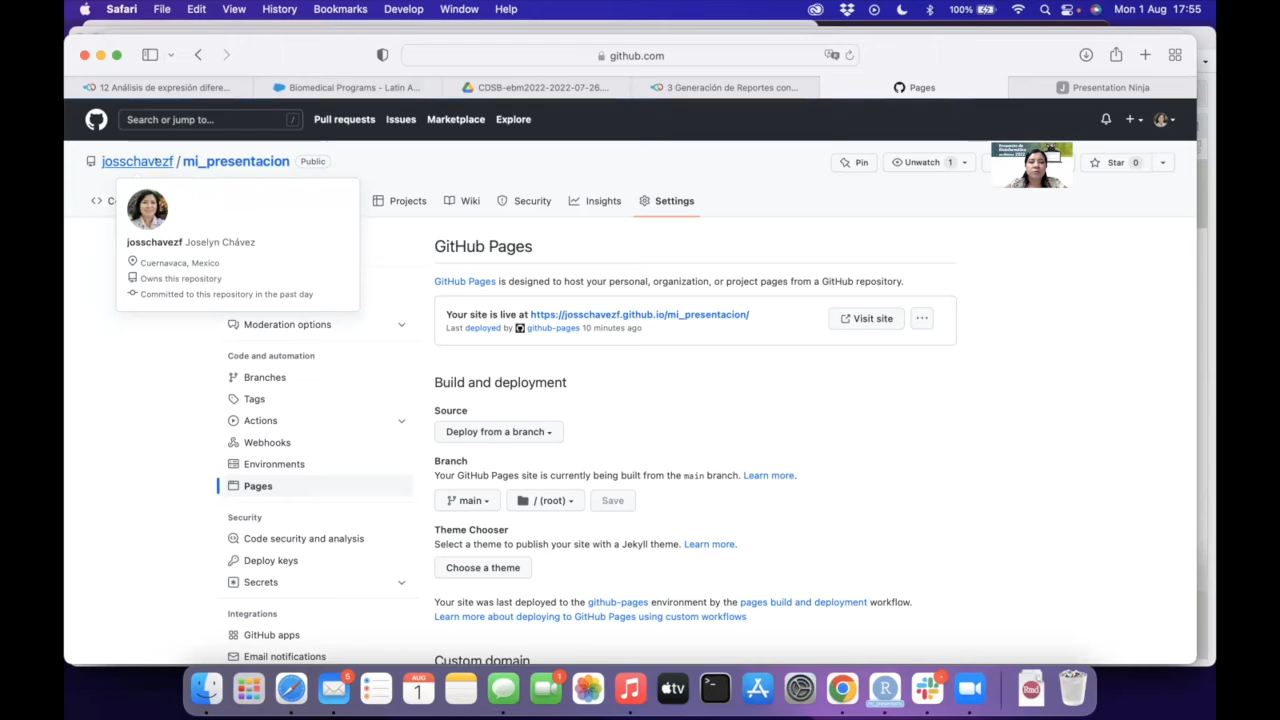 Safari File Edit View History Bookmarks Develop Window Help 100% Mon 1 Aug 17:55
github.com
12 Análisis de expresión difere...
Biomedical Programs - Latin A...
CDSB-ebm2022-2022-07-26....
3 Generación de Reportes con...
Pages
Presentation Ninja
Search or jump to... / Pull requests Issues Marketplace Explore
josschavezf / mi_presentacion Public
Pin Unwatch 1 Star 0
Projects Wiki Security Insights Settings
josschavezf Joselyn Chávez
Cuernavaca, Mexico
Owns this repository
Committed to this repository in the past day
Moderation options
Code and automation
Branches
Tags
Actions
Webhooks
Environments
Pages
Security
Code security and analysis
Deploy keys
Secrets
Integrations
GitHub apps
Email notifications
GitHub Pages
GitHub Pages is designed to host your personal, organization, or project pages from a GitHub repository.
Your site is live at https://josschavezf.github.io/mi_presentacion/
Last deployed by github-pages 10 minutes ago
Visit site
Build and deployment
Source
Deploy from a branch
Branch
Your GitHub Pages site is currently being built from the main branch. Learn more.
main / (root) Save
Theme Chooser
Select a theme to publish your site with a Jekyll theme. Learn more.
Choose a theme
Your site was last deployed to the github-pages environment by the pages build and deployment workflow.
Learn more about deploying to GitHub Pages using custom workflows
Custom domain
5
AUG
1
1
tv
R
Rmd